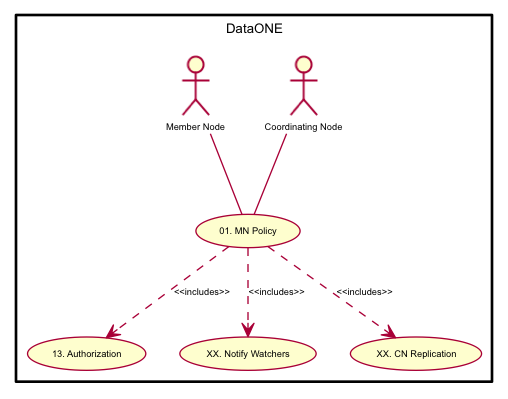 DataONE
Member Node
Coordinating Node
01. MN Policy
<<includes>>
<<includes>>
<<includes>>
13. Authorization
XX. Notify Watchers
XX. CN Replication